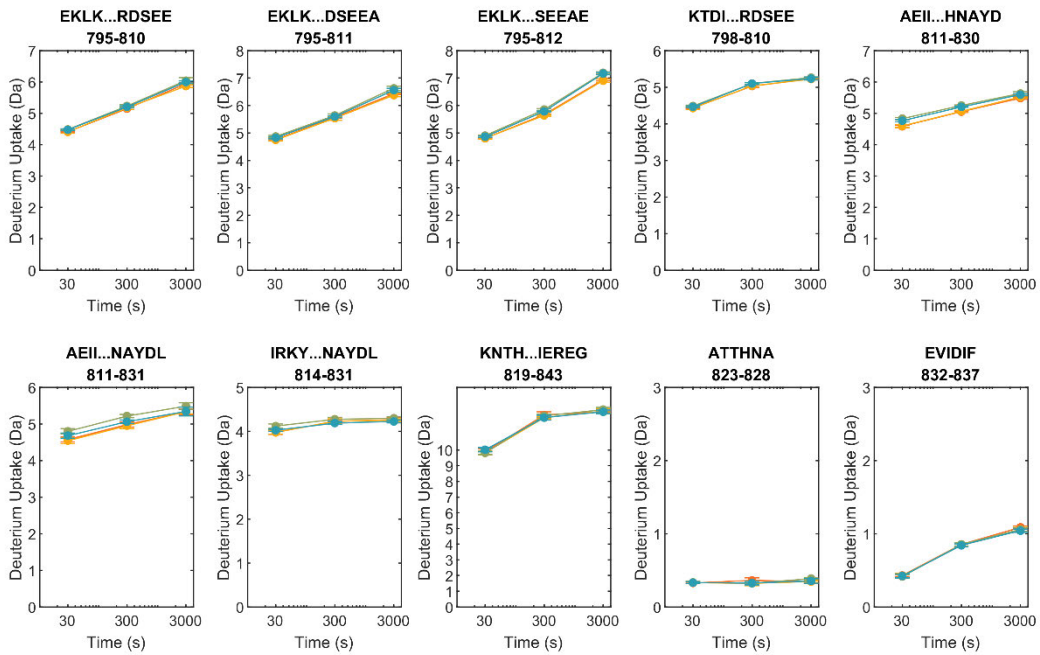 EKLK...RDSEE
795-810
7
6
5
4
3
2
1
0
Deuterium Uptake (Da)
30 300 3000
Time (s)
EKLK...DSEEA
795-811
8
7
6
5
4
3
2
1
0
Deuterium Uptake (Da)
30 300 3000
Time (s)
EKLK...SEEAE
795-812
8
7
6
5
4
3
2
1
0
Deuterium Uptake (Da)
30 300 3000
Time (s)
KTDI...RDSEE
798-810
6
5
4
3
2
1
0
Deuterium Uptake (Da)
30 300 3000
Time (s)
AEII...HNAYD
811-830
7
6
5
4
3
2
1
0
Deuterium Uptake (Da)
30 300 3000
Time (s)
AEII...NAYDL
811-831
6
5
4
3
2
1
0
Deuterium Uptake (Da)
30 300 3000
Time (s)
IRKY...NAYDL
814-831
5
4
3
2
1
0
Deuterium Uptake (Da)
30 300 3000
Time (s)
KNTH...IEREG
819-843
10
10
9
8
7
6
5
4
3
2
2
1
0
Deuterium Uptake (Da)
30 300 3000
Time (s)
ATTHNA
823-828
3
2
1
0
Deuterium Uptake (Da)
30 300 3000
Time (s)
EVIDIF
832-837
3
2
1
0
Deuterium Uptake (Da)
30 300 3000
Time (s)